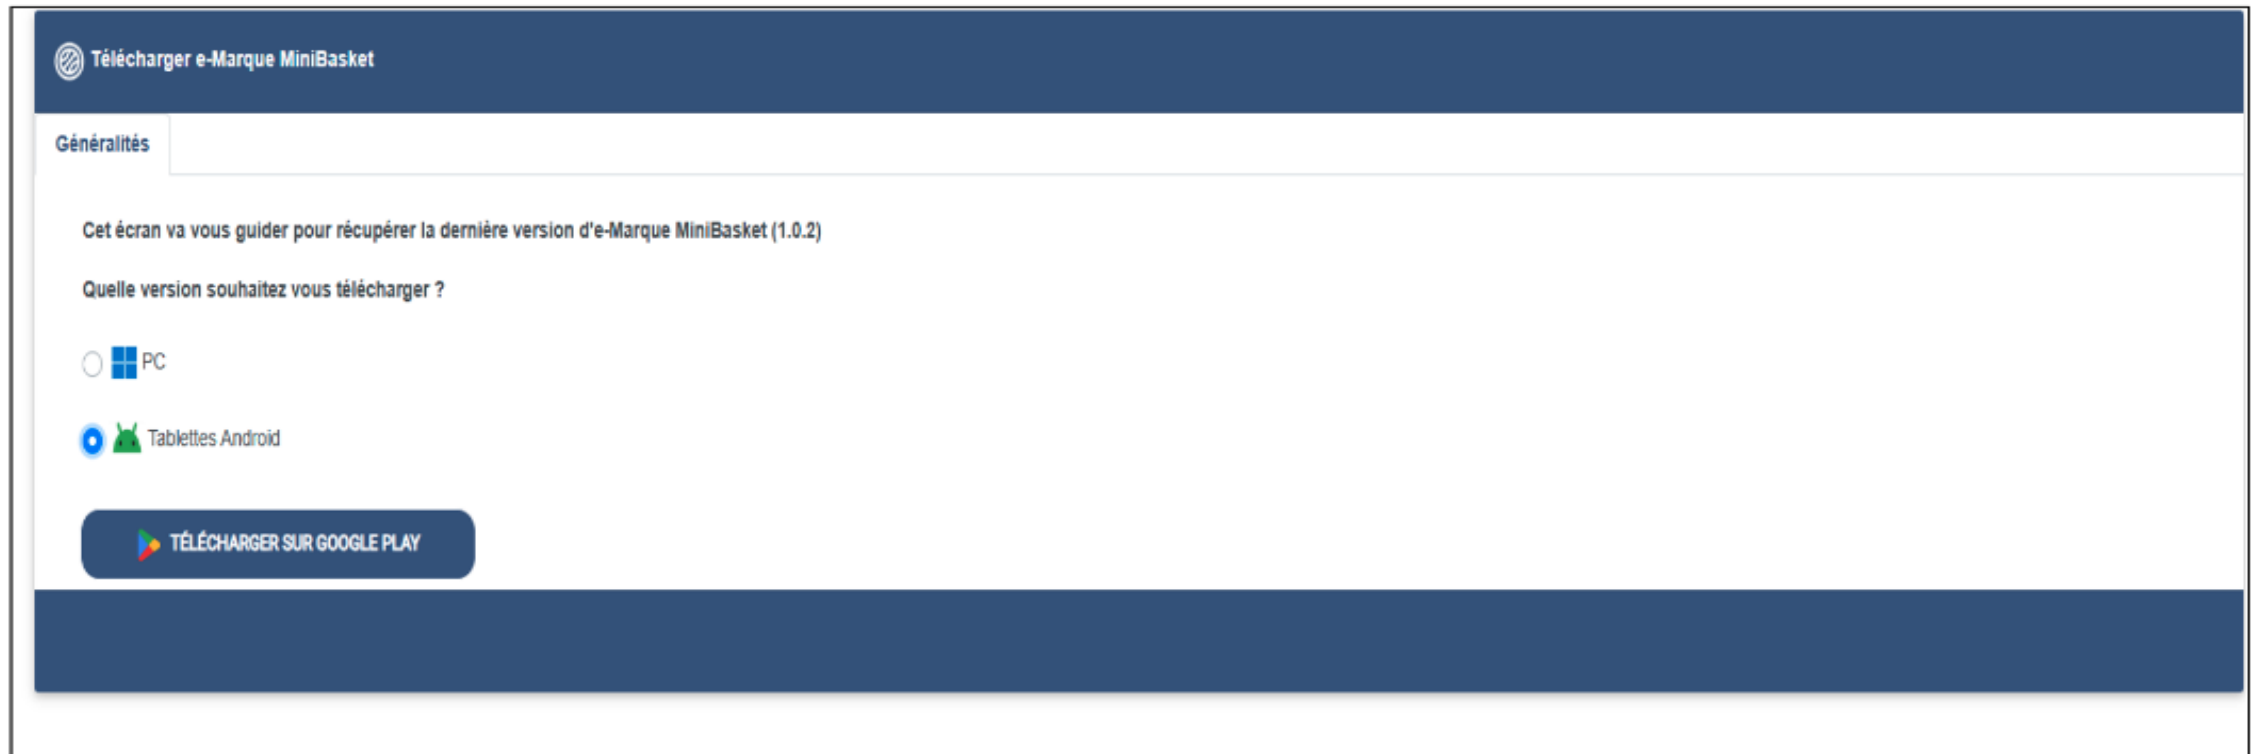 Télécharger e-Marque MiniBasket
Généralités
Cet écran va vous guider pour récupérer la dernière version d'e-Marque MiniBasket (1.0.2)
Quelle version souhaitez vous télécharger ?
PC
Tablettes Android
TÉLÉCHARGER SUR GOOGLE PLAY